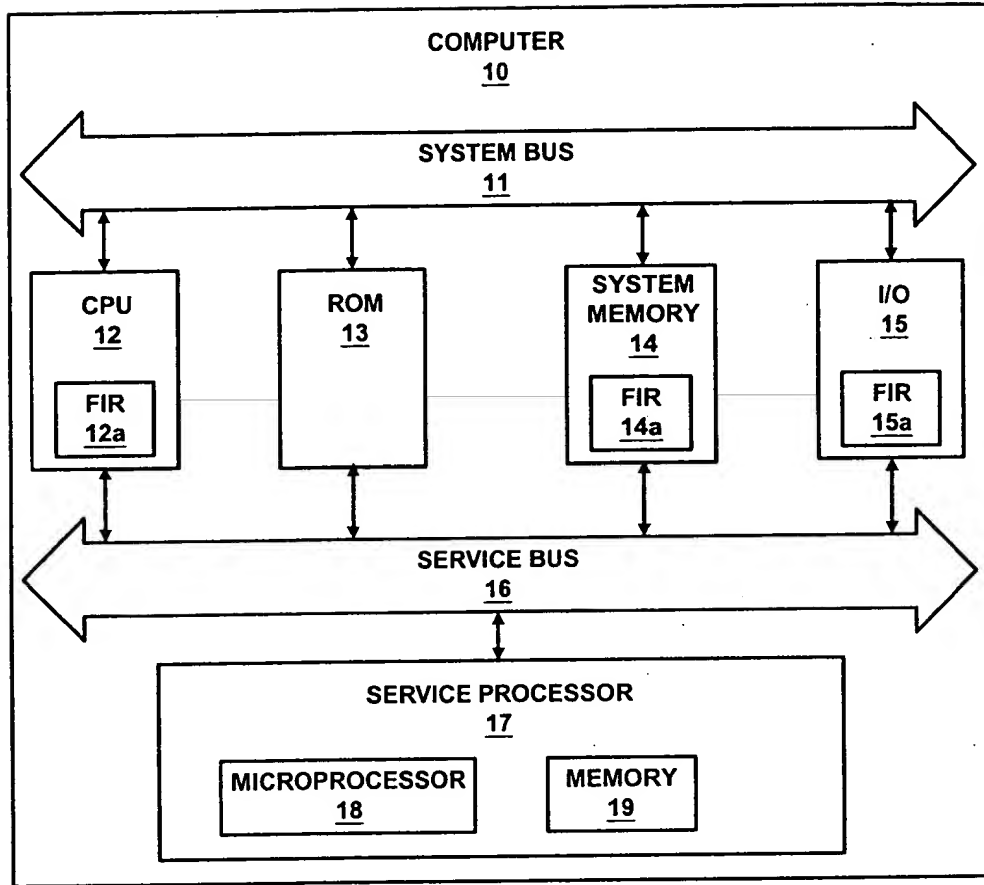 COMPUTER
10
SYSTEM BUS
11
CPU
12
FIR
12a
ROM
13
SYSTEM
MEMORY
14
FIR
14a
I/O
15
FIR
15a
SERVICE BUS
16
SERVICE PROCESSOR
17
MICROPROCESSOR
18
MEMORY
19